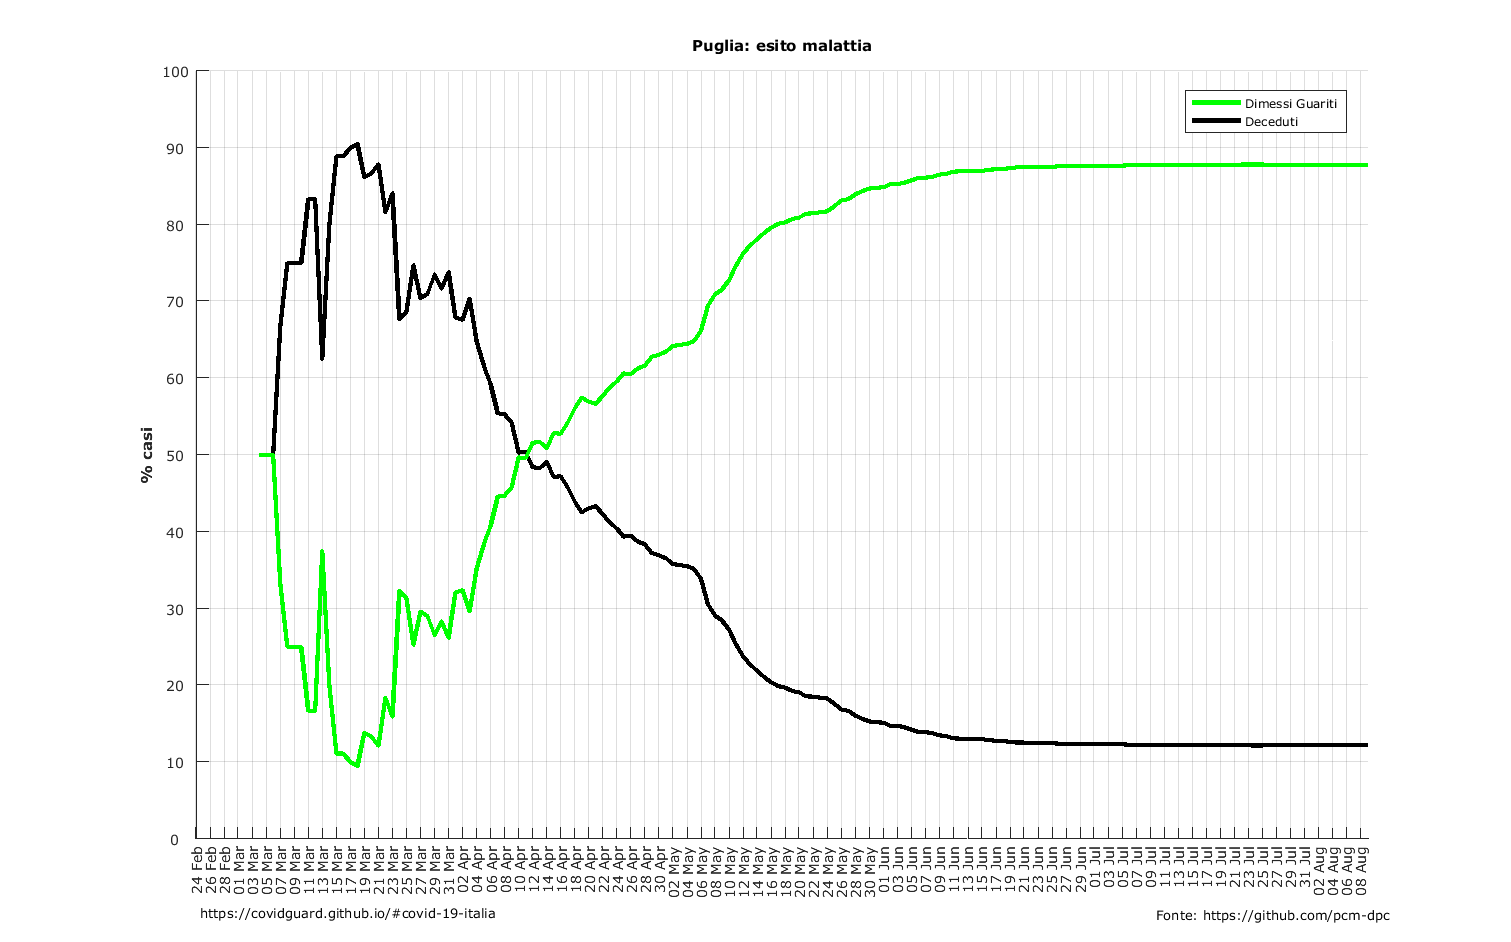 Puglia: esito malattia
Dimessi Guariti
Deceduti
% casi
100
90
80
70
60
50
40
30
20
10
0
24 Feb
26 Feb
28 Feb
01 Mar
03 Mar
05 Mar
07 Mar
09 Mar
11 Mar
13 Mar
15 Mar
17 Mar
19 Mar
21 Mar
23 Mar
25 Mar
27 Mar
29 Mar
31 Mar
02 Apr
04 Apr
06 Apr
08 Apr
10 Apr
12 Apr
14 Apr
16 Apr
18 Apr
20 Apr
22 Apr
24 Apr
26 Apr
28 Apr
30 Apr
02 May
04 May
06 May
08 May
10 May
12 May
14 May
16 May
18 May
20 May
22 May
24 May
26 May
28 May
30 May
01 Jun
03 Jun
05 Jun
07 Jun
09 Jun
11 Jun
13 Jun
15 Jun
17 Jun
19 Jun
21 Jun
23 Jun
25 Jun
27 Jun
29 Jun
01 Jul
03 Jul
05 Jul
07 Jul
09 Jul
11 Jul
13 Jul
15 Jul
17 Jul
19 Jul
21 Jul
23 Jul
25 Jul
27 Jul
29 Jul
31 Jul
02 Aug
04 Aug
06 Aug
08 Aug
https://covidguard.github.io/#covid-19-italia
Fonte: https://github.com/pcm-dpc